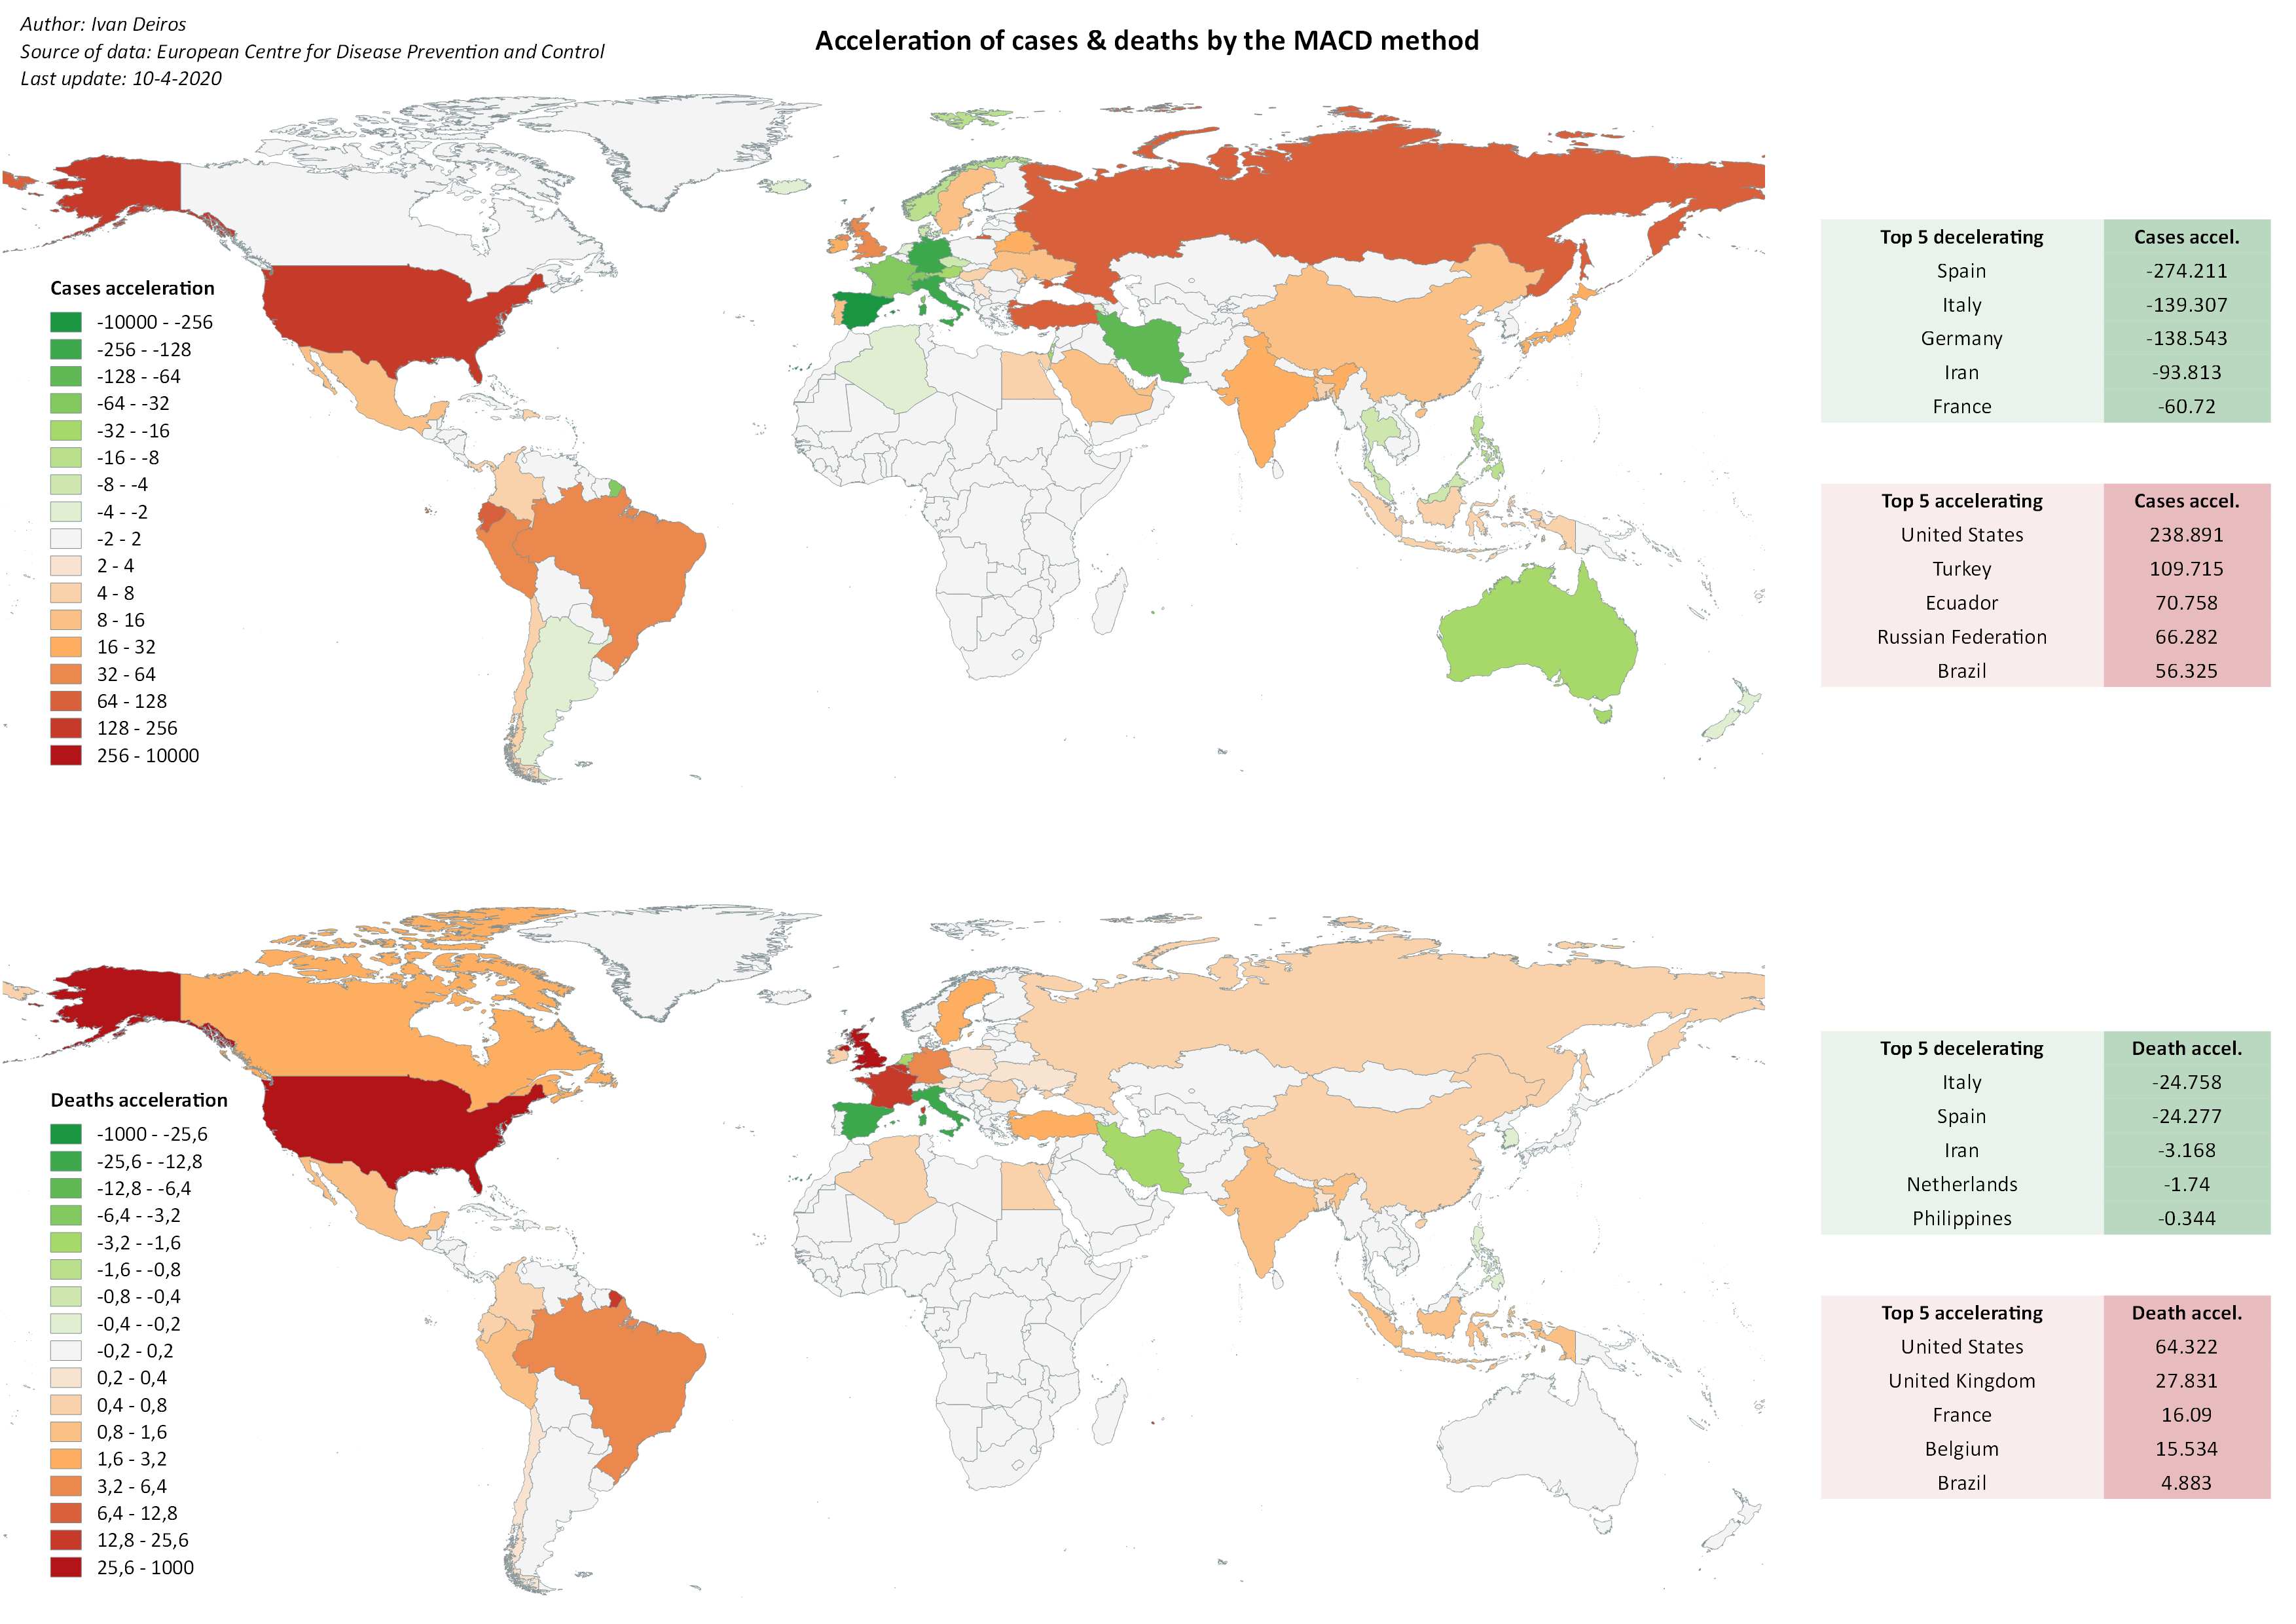 Author: Ivan Deiros
Source of data: European Centre for Disease Prevention and Control
Last update: 10-4-2020
Acceleration of cases & deaths by the MACD method
Cases acceleration
-10000 - -256
-256 - -128
-128 - -64
-64 - -32
-32 - -16
-16 - -8
-8 - -4
-4 - -2
-2 - 2
2 - 4
4 - 8
8 - 16
16 - 32
32 - 64
64 - 128
128 - 256
256 - 10000
Top 5 decelerating Cases accel.
Spain -274.211
Italy -139.307
Germany -138.543
Iran -93.813
France -60.72
Top 5 accelerating Cases accel.
United States 238.891
Turkey 109.715
Ecuador 70.758
Russian Federation 66.282
Brazil 56.325
Deaths acceleration
-1000 - -25,6
-25,6 - -12,8
-12,8 - -6,4
-6,4 - -3,2
-3,2 - -1,6
-1,6 - -0,8
-0,8 - -0,4
-0,4 - -0,2
-0,2 - 0,2
0,2 - 0,4
0,4 - 0,8
0,8 - 1,6
1,6 - 3,2
3,2 - 6,4
6,4 - 12,8
12,8 - 25,6
25,6 - 1000
Top 5 decelerating Death accel.
Italy -24.758
Spain -24.277
Iran -3.168
Netherlands -1.74
Philippines -0.344
Top 5 accelerating Death accel.
United States 64.322
United Kingdom 27.831
France 16.09
Belgium 15.534
Brazil 4.883